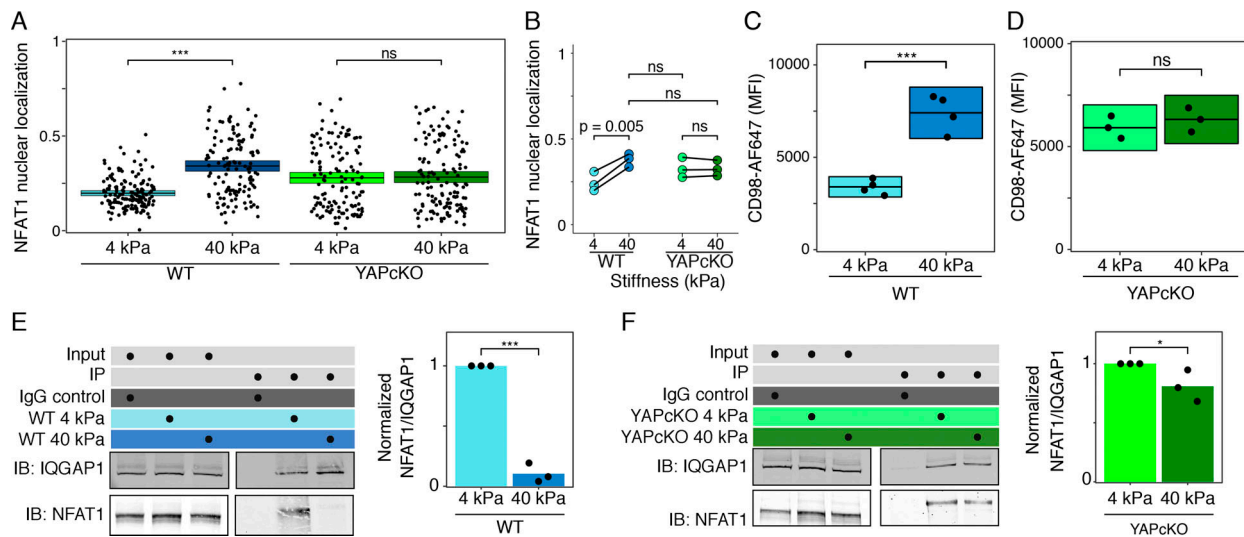 A
NFAT1 nuclear localization
1
0.5
0
***
ns
4 kPa
40 kPa
4 kPa
40 kPa
WT
YAPcKO
B
NFAT1 nuclear localization
1
0.5
0
ns
ns
p = 0.005
ns
4
40
4
40
WT
YAPcKO
Stiffness (kPa)
C
CD98-AF647 (MFI)
10000
5000
0
***
4 kPa
40 kPa
WT
D
CD98-AF647 (MFI)
10000
5000
0
ns
4 kPa
40 kPa
YAPcKO
E
Input
IP
IgG control
WT 4 kPa
WT 40 kPa
IB: IQGAP1
IB: NFAT1
Normalized
NFAT1/IQGAP1
1
0
***
4 kPa
40 kPa
WT
F
Input
IP
IgG control
YAPcKO 4 kPa
YAPcKO 40 kPa
IB: IQGAP1
IB: NFAT1
Normalized
NFAT1/IQGAP1
1
0
*
4 kPa
40 kPa
YAPcKO